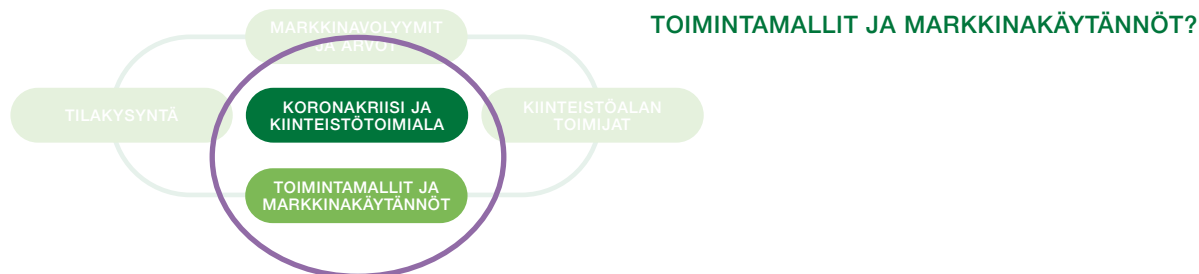 TOIMINTAMALLIT JA MARKKINAKÄYTÄNNÖT?
MARKKINAVOLYYMIT
JA ARVOT
TILAKYSYNTÄ
KORONAKRIISI JA
KIINTEISTÖTOIMIALA
KIINTEISTÖALAN
TOIMIJAT
TOIMINTAMALLIT JA
MARKKINAKÄYTÄNNÖT